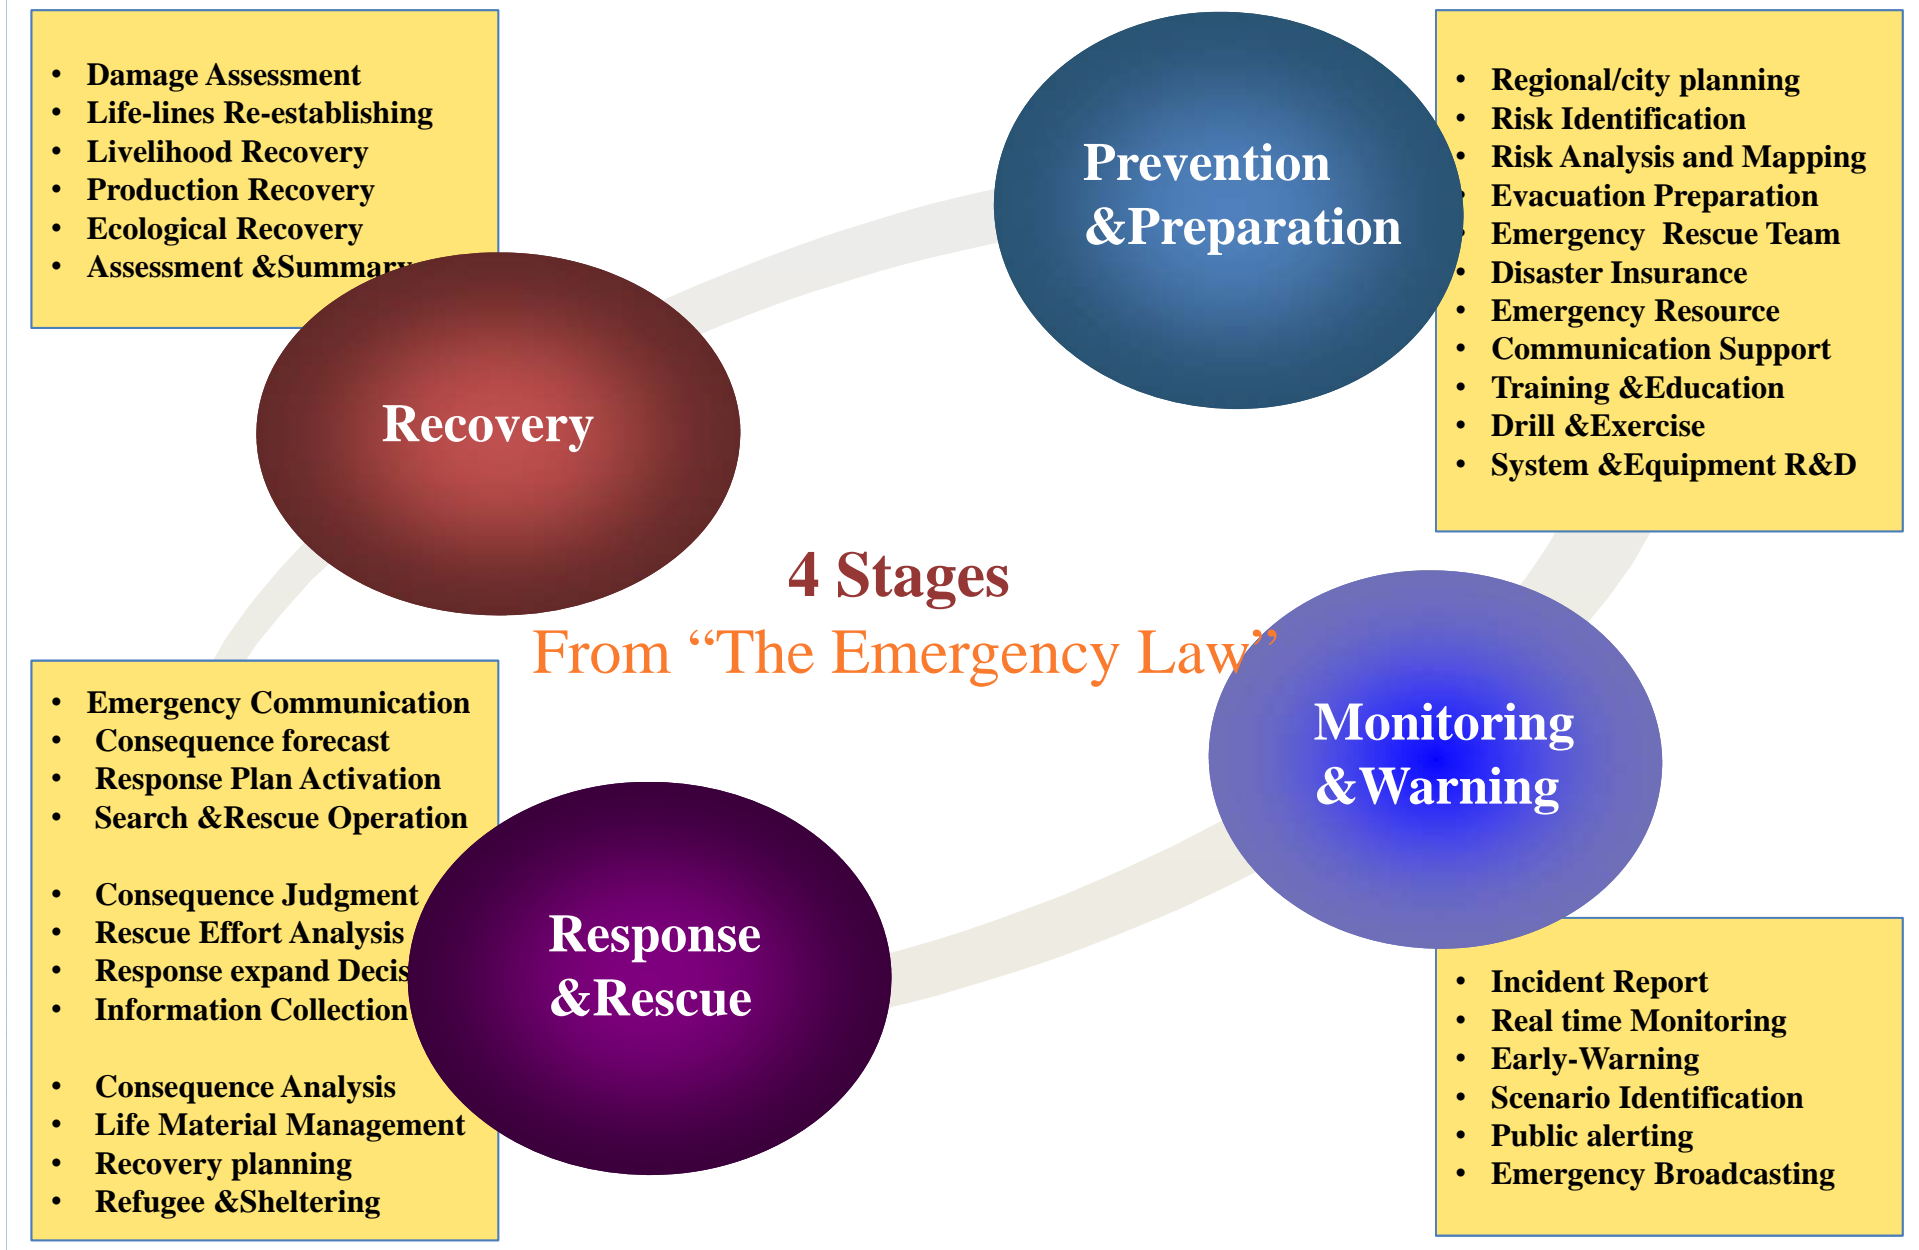 • Damage Assessment
• Life-lines Re-establishing
• Livelihood Recovery
• Production Recovery
• Ecological Recovery
• Assessment &Summary
Recovery
Prevention
&Preparation
• Regional/city planning
• Risk Identification
• Risk Analysis and Mapping
• Evacuation Preparation
• Emergency Rescue Team
• Disaster Insurance
• Emergency Resource
• Communication Support
• Training &Education
• Drill &Exercise
• System &Equipment R&D
4 Stages
From “The Emergency Law”
Monitoring
&Warning
• Emergency Communication
• Consequence forecast
• Response Plan Activation
• Search &Rescue Operation
• Consequence Judgment
• Rescue Effort Analysis
• Response expand Decis
• Information Collection
• Consequence Analysis
• Life Material Management
• Recovery planning
• Refugee &Sheltering
Response
&Rescue
• Incident Report
• Real time Monitoring
• Early-Warning
• Scenario Identification
• Public alerting
• Emergency Broadcasting